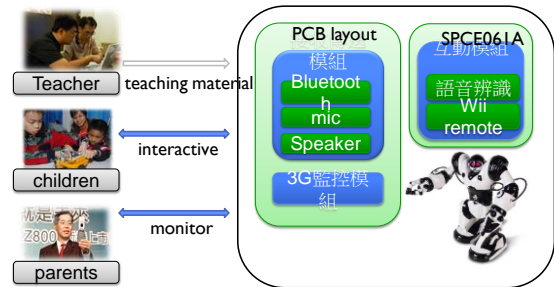 PCB layout
SPCE061A
模組
互動模組
Bluetoot
h
mic
Speaker
語音辨識
Wii
remote
3G監控模
組
Teacher
teaching material
interactive
children
Z800
monitor
parents